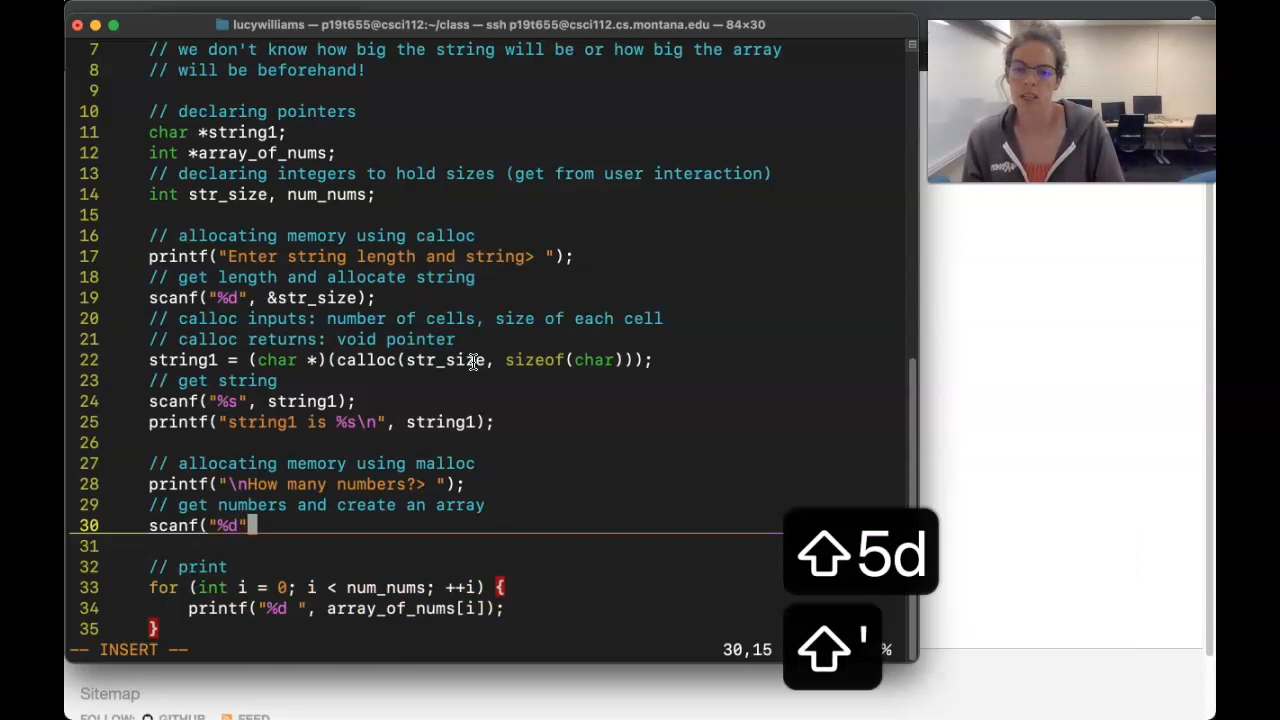 lucywilliams — p19t655@csci112:~/class — ssh p19t655@csci112.cs.montana.edu — 84×30
7 // we don't know how big the string will be or how big the array
8 // will be beforehand!
9
10 // declaring pointers
11 char *string1;
12 int *array_of_nums;
13 // declaring integers to hold sizes (get from user interaction)
14 int str_size, num_nums;
15
16 // allocating memory using calloc
17 printf("Enter string length and string> ");
18 // get length and allocate string
19 scanf("%d", &str_size);
20 // calloc inputs: number of cells, size of each cell
21 // calloc returns: void pointer
22 string1 = (char *)(calloc(str_size, sizeof(char)));
23 // get string
24 scanf("%s", string1);
25 printf("string1 is %s\n", string1);
26
27 // allocating memory using malloc
28 printf("\nHow many numbers?> ");
29 // get numbers and create an array
30 scanf("%d"
31
32 // print
33 for (int i = 0; i < num_nums; ++i) {
34 printf("%d ", array_of_nums[i]);
35 }
-- INSERT -- 30,15 %
⇧5d
⇧'
Sitemap
FOLLOW: GITHUB FEED